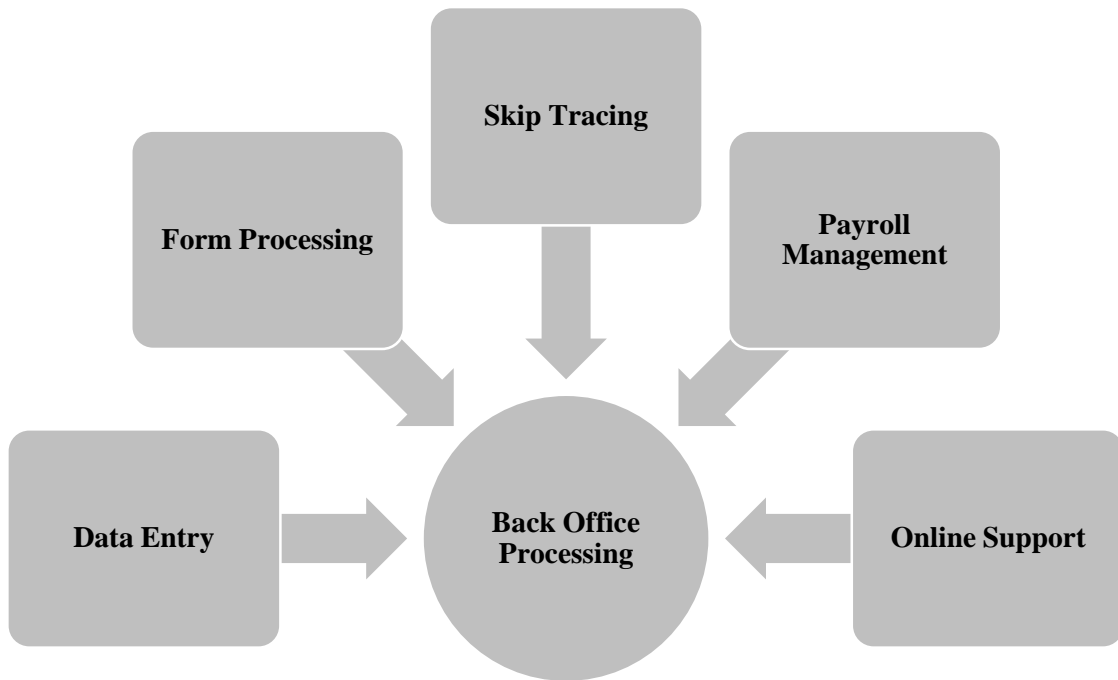 Skip Tracing
Form Processing
Payroll
Management
Data Entry
Back Office
Processing
Online Support